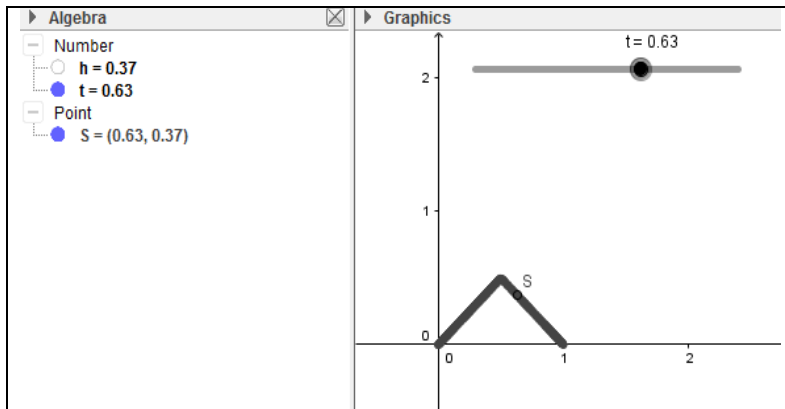 Algebra
Number
h = 0.37
t = 0.63
Point
S = (0.63, 0.37)
Graphics
t = 0.63
2
1
S
0
0 1 2